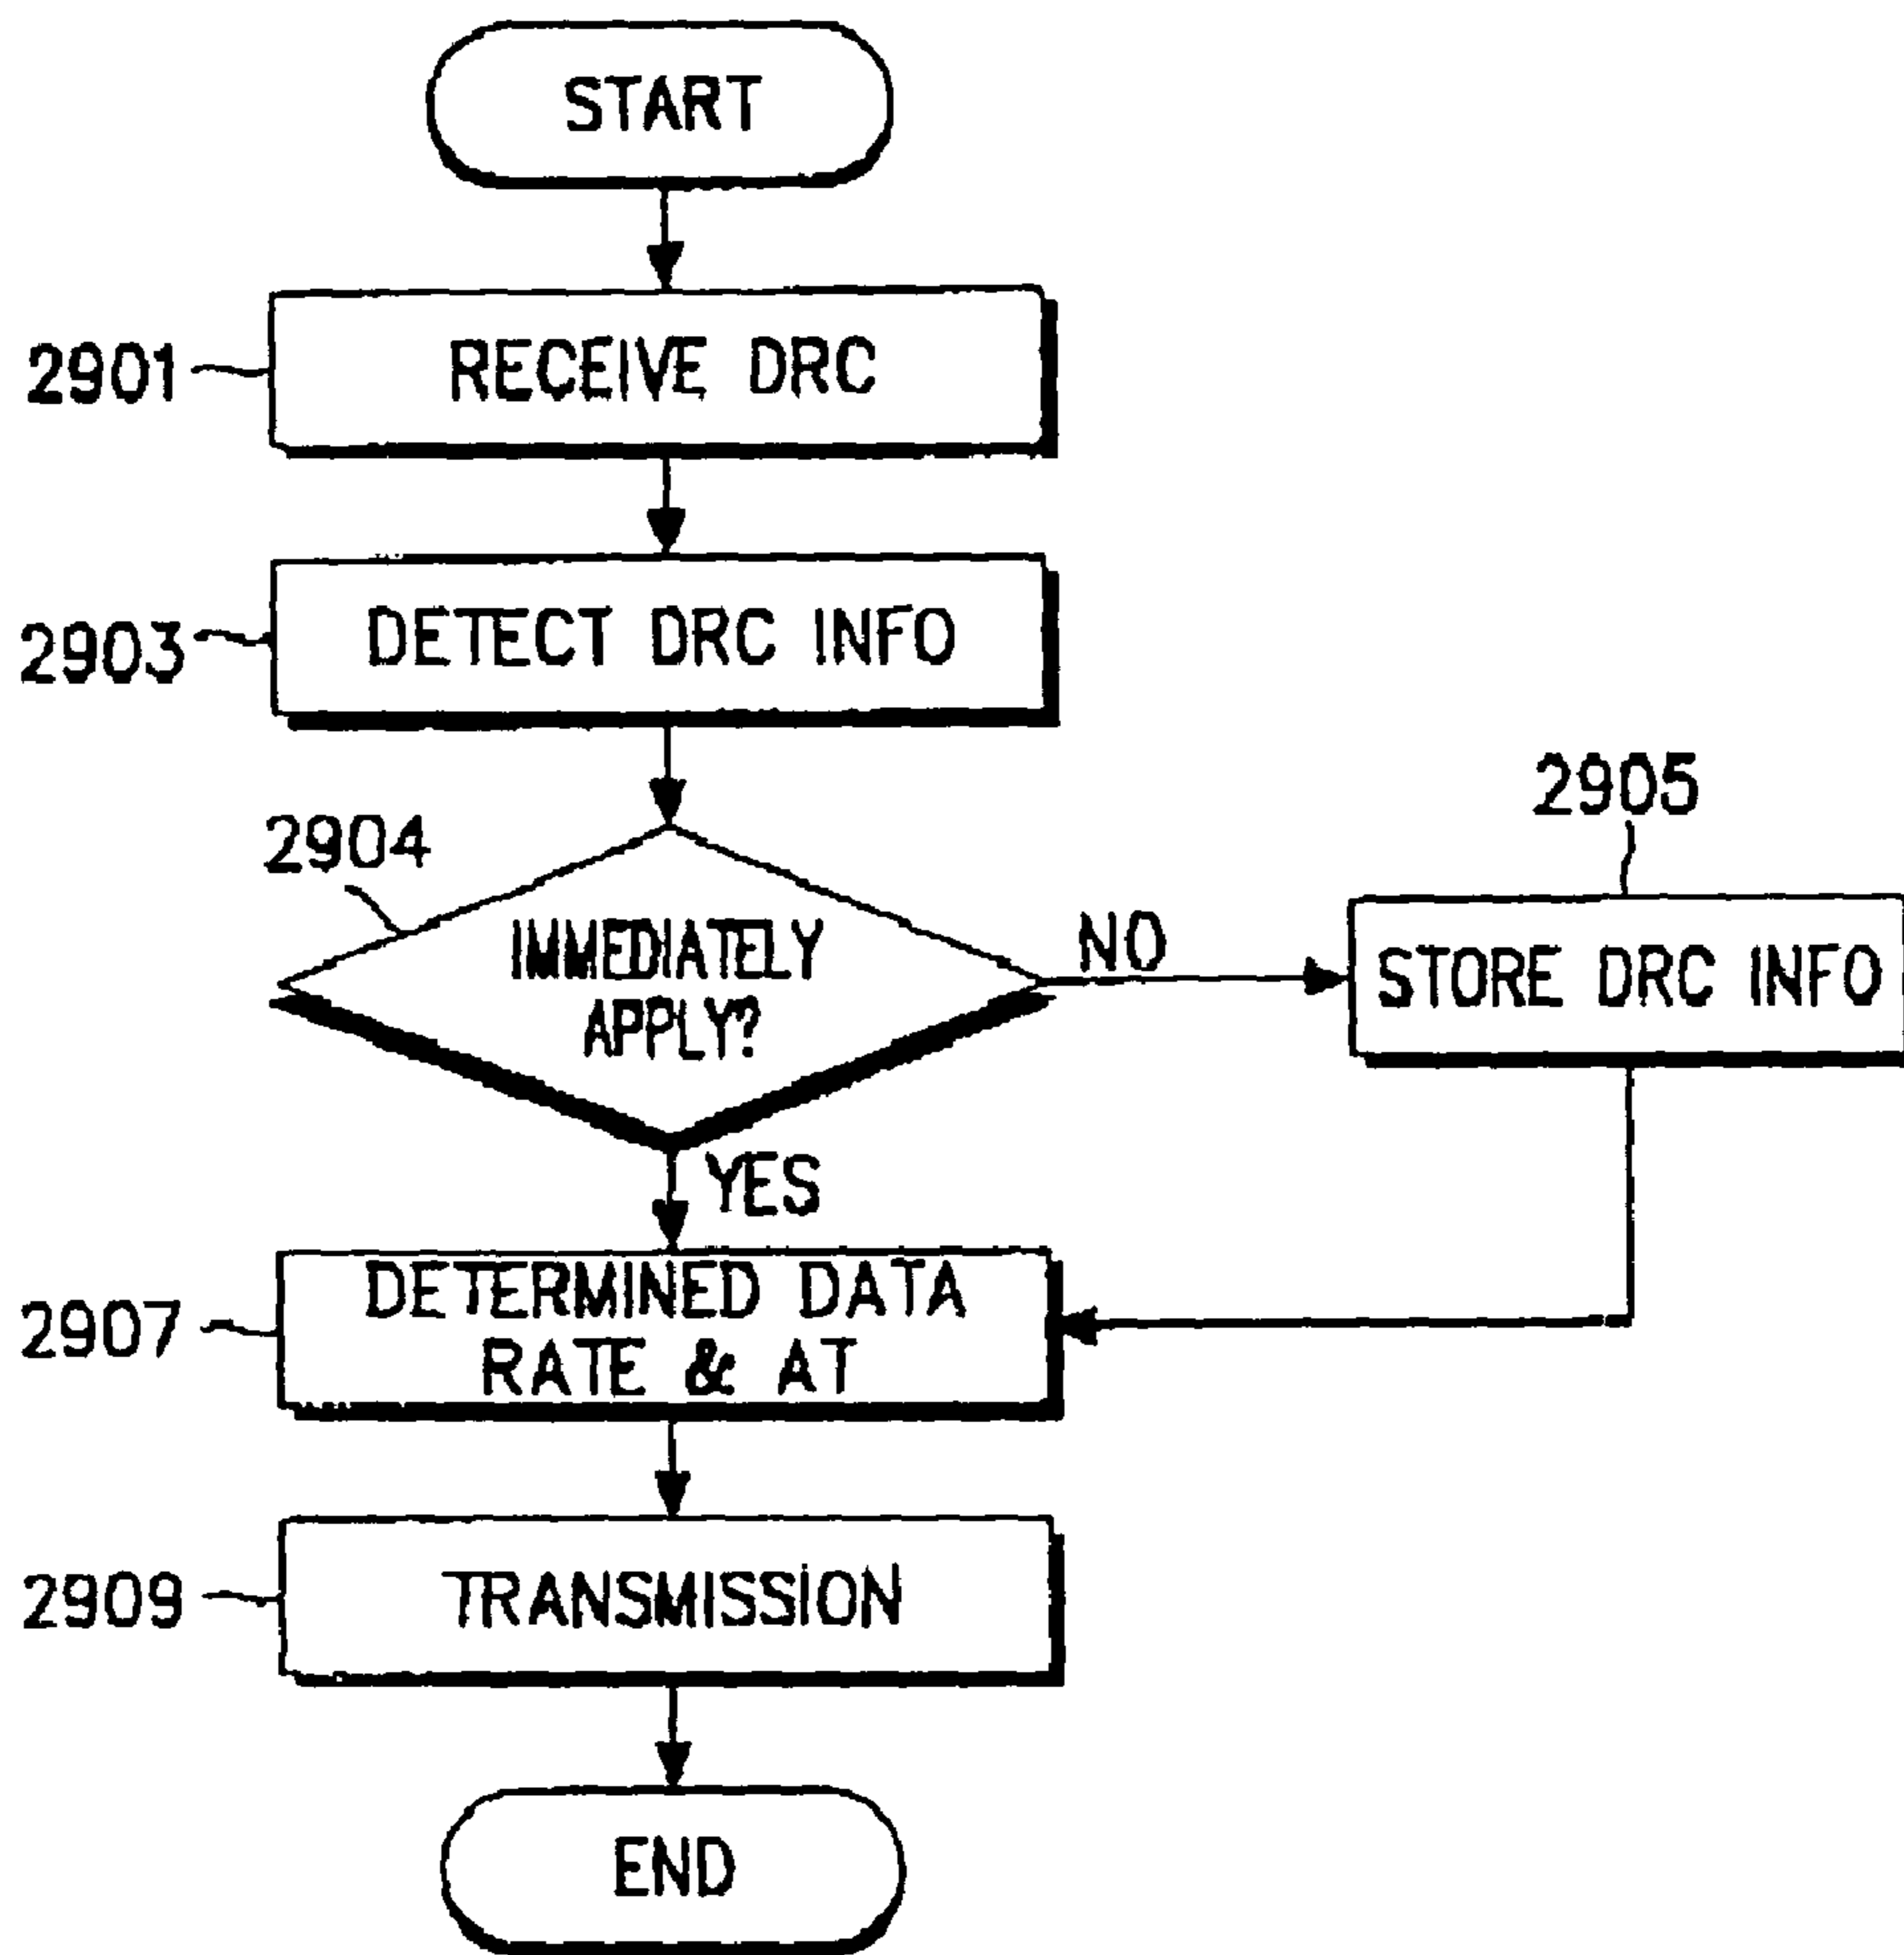 START
2901
RECEIVE DRC
2903
DETECT DRC INFO
2904
2905
IMMEDIATELY
APPLY?
NO
STORE DRC INFO
YES
2907
DETERMINED DATA
RATE & AT
2909
TRANSMISSION
END